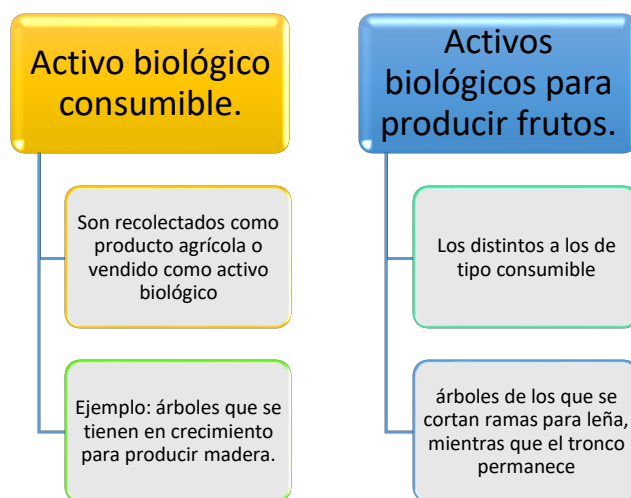 Activo biológico
consumible.
Son recolectados como
producto agrícola o
vendido como activo
biológico
Ejemplo: árboles que se
tienen en crecimiento
para producir madera.
Activos
biológicos para
producir frutos.
Los distintos a los de
tipo consumible
árboles de los que se
cortan ramas para leña,
mientras que el tronco
permanece